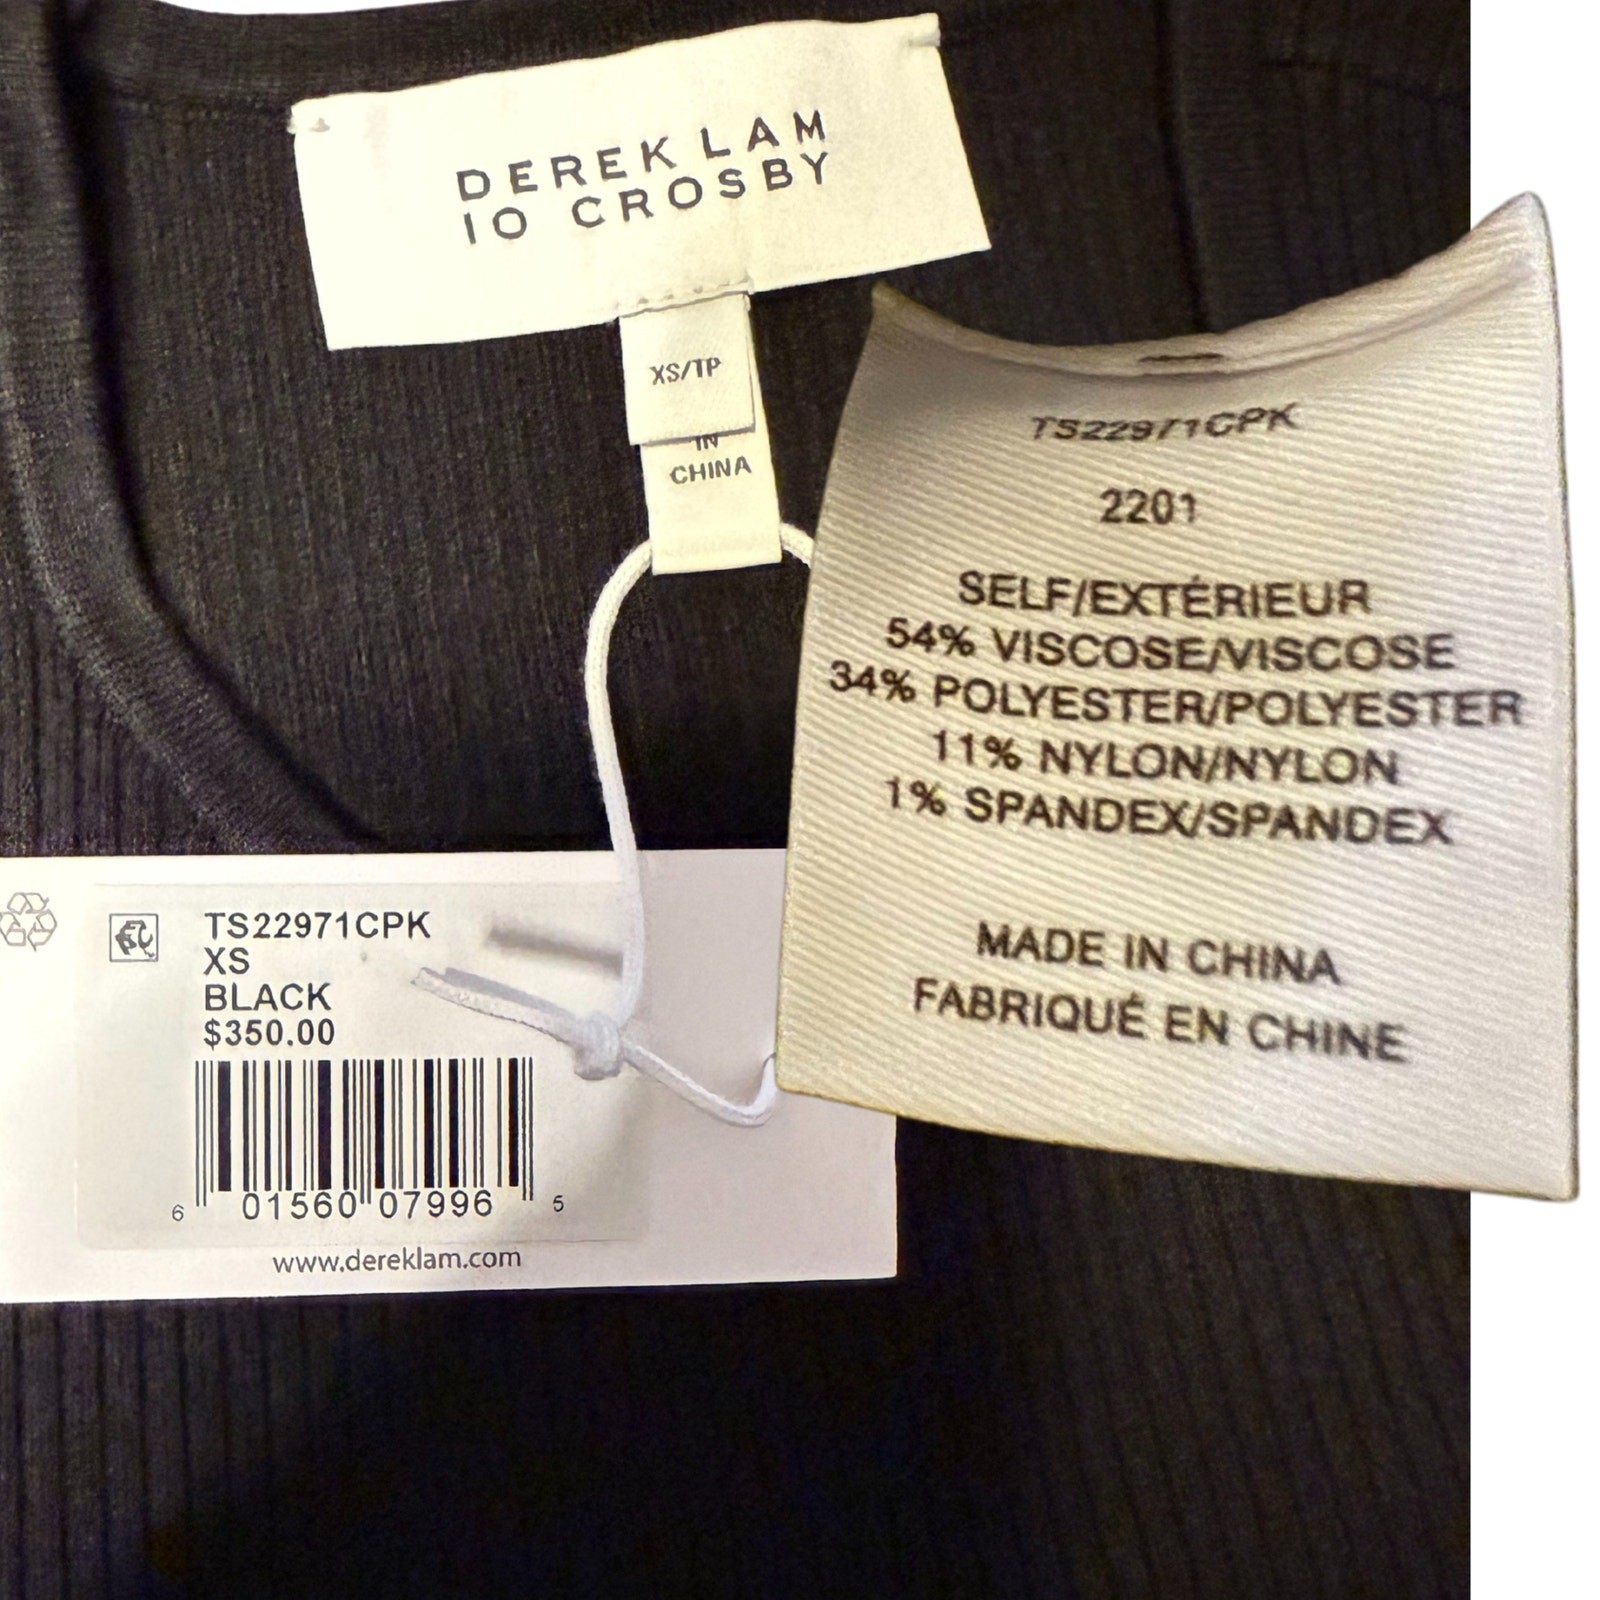 DEREK LAM
10 CROSBY
XS/TP
IN
CHINA
TS22971CPK
2201
SELF/EXTÉRIEUR
54% VISCOSE/VISCOSE
34% POLYESTER/POLYESTER
11% NYLON/NYLON
1% SPANDEX/SPANDEX
MADE IN CHINA
FABRIQUÉ EN CHINE
TS22971CPK
XS
BLACK
$350.00
6 01560 07996 5
www.dereklam.com